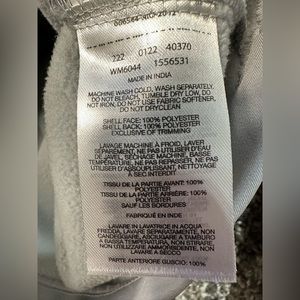 222 0122 40370
WM6044 1556531
MADE IN INDIA
MACHINE WASH COLD, WASH SEPARATELY,
DO NOT BLEACH, TUMBLE DRY LOW, DO NOT
IRON, DO NOT USE FABRIC SOFTENER,
DO NOT DRY CLEAN
SHELL FACE: 100% POLYESTER
SHELL BACK: 100% POLYESTER
EXCLUSIVE OF TRIMMING
LAVAGE MACHINE À FROID, LAVER
SÉPARÉMENT, NE PAS UTILISER D'EAU
DE JAVEL, SÉCHAGE MACHINE, BASSE
TEMPÉRATURE, NE PAS REPASSER, NE
PAS UTILISER D'ASSOUPLISSANT, NETTOYAGE
À SEC INTERDIT
TISSU DE LA PARTIE AVANT: 100%
POLYESTER
TISSU DE LA PARTIE ARRIÈRE: 100%
POLYESTER
SAUF LES BORDURES
FABRIQUÉ EN INDE
LAVARE IN LAVATRICE IN ACQUA
FREDDA, LAVARE SEPARATAMENTE, NON
CANDEGGIARE, ASCIUGARE A TAMBURO
A BASSA TEMPERATURA, NON STIRARE,
NON UTILIZZARE AMMORBIDENTE, NON
LAVARE A SECCO
PARTE ANTERIORE GUSCIO: 100%